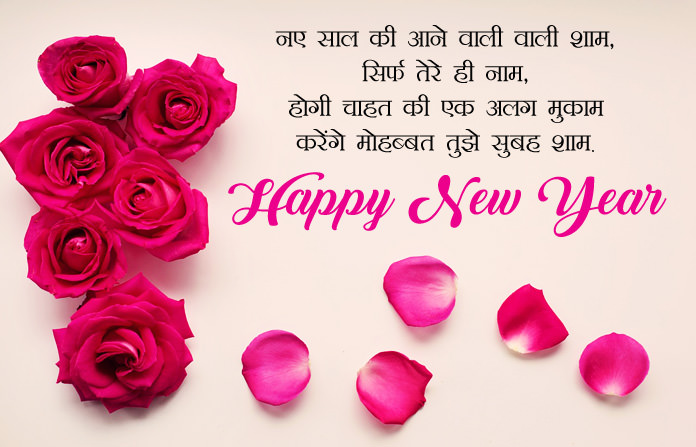 नए साल की आने वाली वाली शाम,
सिर्फ तेरे ही नाम,
होगी चाहत की एक अलग मुकाम
करेंगे मोहब्बत तुझे सुबह शाम.
Happy New Year